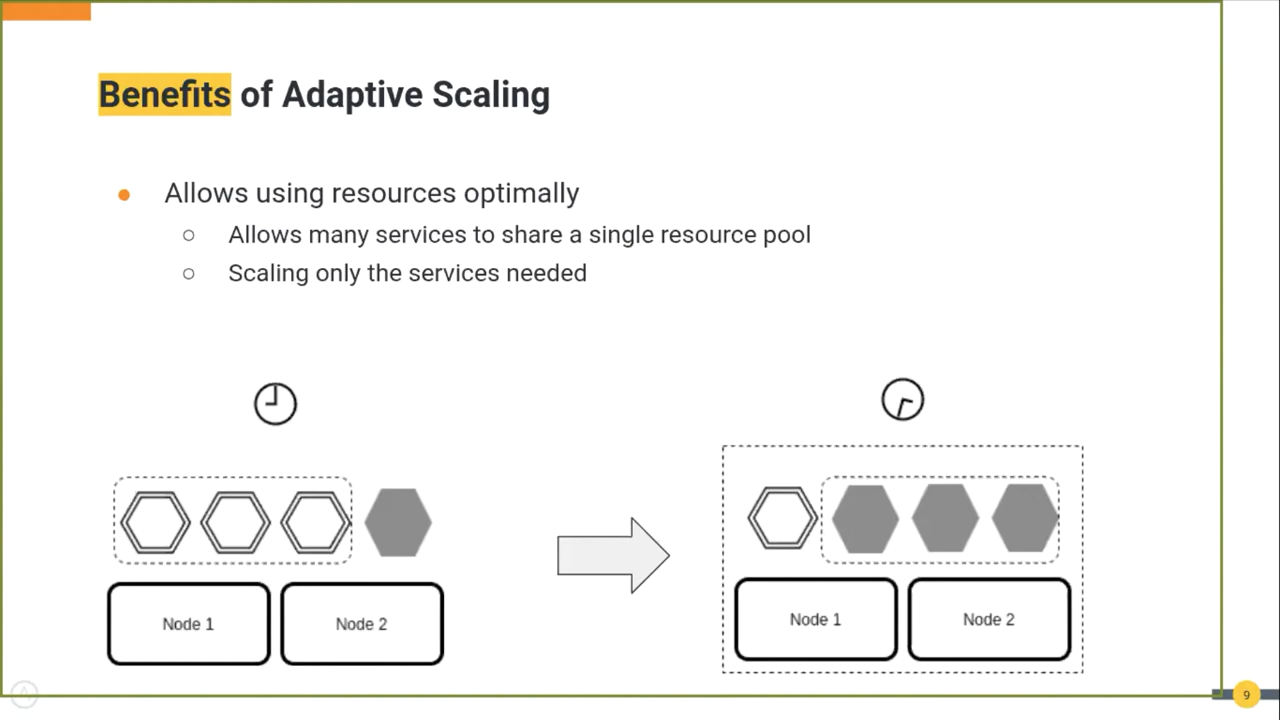 Benefits of Adaptive Scaling
Allows using resources optimally
Allows many services to share a single resource pool
Scaling only the services needed
Node 1
Node 2
Node 1
Node 2
9